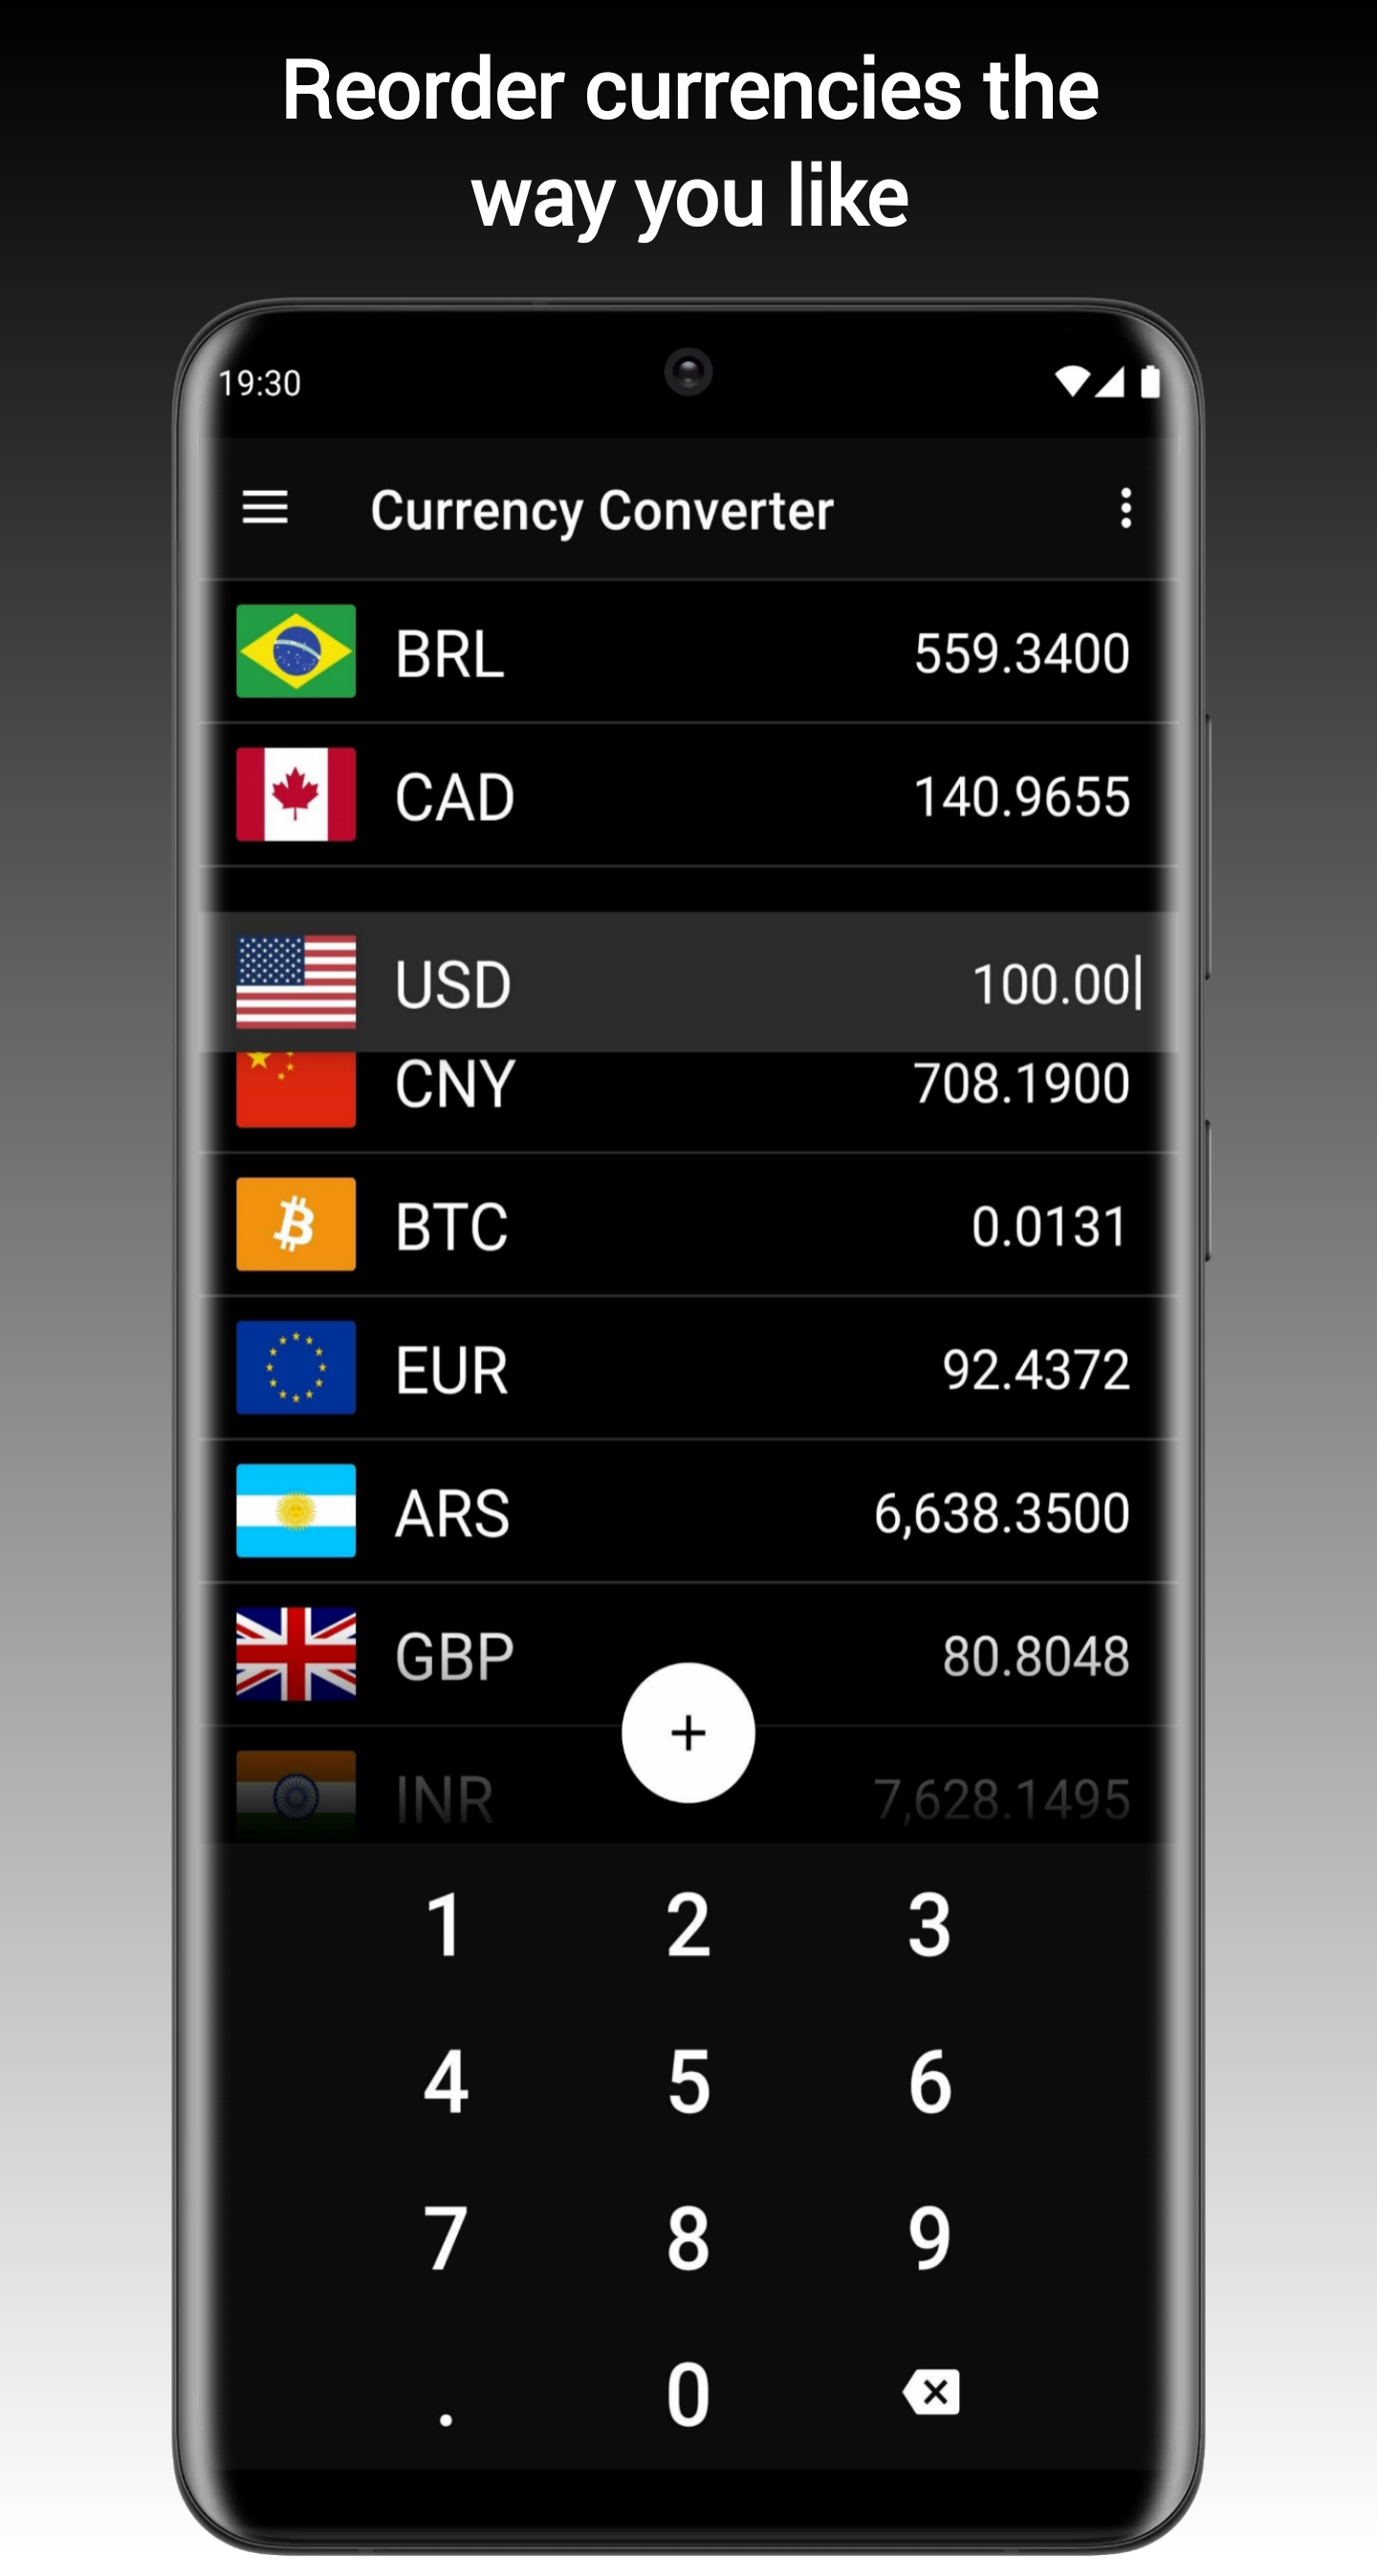 Reorder currencies the
way you like
19:30
Currency Converter
BRL 559.3400
CAD 140.9655
USD 100.00
CNY 708.1900
BTC 0.0131
EUR 92.4372
ARS 6,638.3500
GBP 80.8048
+
INR 7,628.1495
1 2 3
4 5 6
7 8 9
. 0